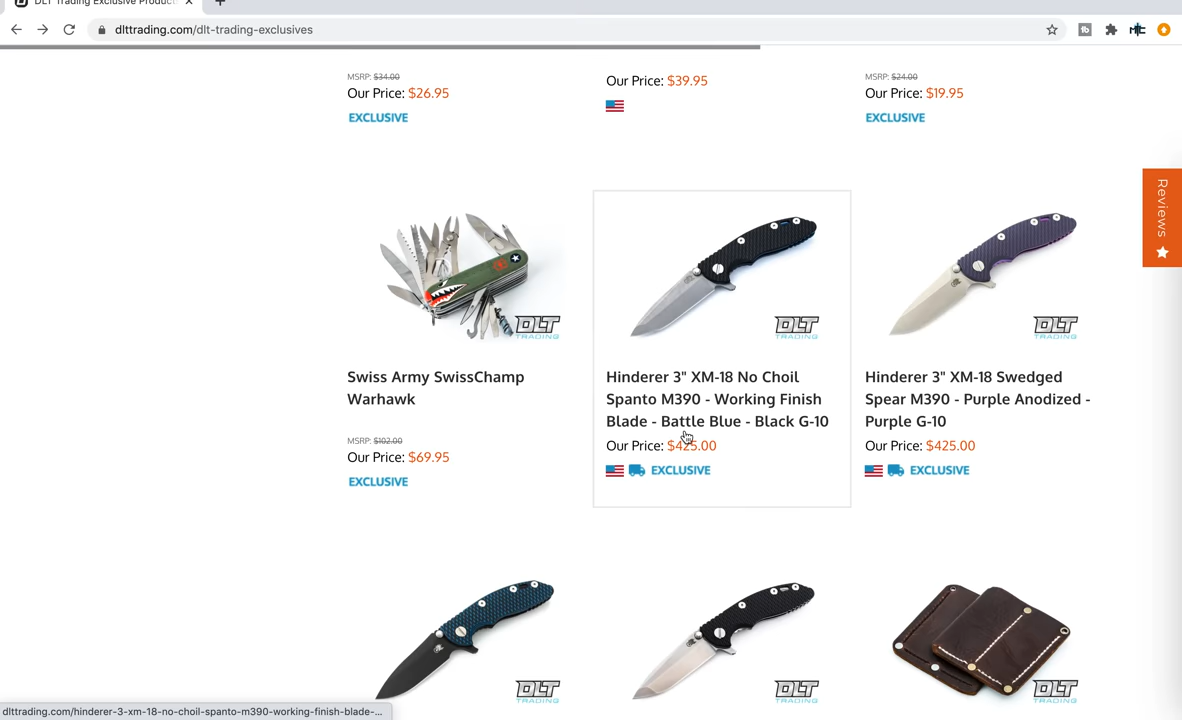 DLT Trading Exclusive Product
dlttrading.com/dlt-trading-exclusives
MSRP: $34.00
Our Price: $26.95
EXCLUSIVE
Our Price: $39.95
MSRP: $24.00
Our Price: $19.95
EXCLUSIVE
Reviews
DLT
TRADING
DLT
TRADING
DLT
TRADING
Swiss Army SwissChamp
Warhawk
MSRP: $102.00
Our Price: $69.95
EXCLUSIVE
Hinderer 3" XM-18 No Choil
Spanto M390 - Working Finish
Blade - Battle Blue - Black G-10
Our Price: $425.00
EXCLUSIVE
Hinderer 3" XM-18 Swedged
Spear M390 - Purple Anodized -
Purple G-10
Our Price: $425.00
EXCLUSIVE
DLT
TRADING
DLT
TRADING
DLT
TRADING
dlttrading.com/hinderer-3-xm-18-no-choil-spanto-m390-working-finish-blade-...